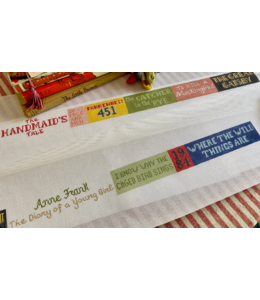 THE
HANDMAID'S
TALE
FAHRENHEIT
451
THE CATCHER
in the
RYE
TO KILL A
Mockingbird
THE GREAT
GATSBY
Anne Frank
The Diary of a Young Girl
I KNOW WHY THE
CAGED BIRD SINGS
1984
WHERE THE WILD
THINGS ARE